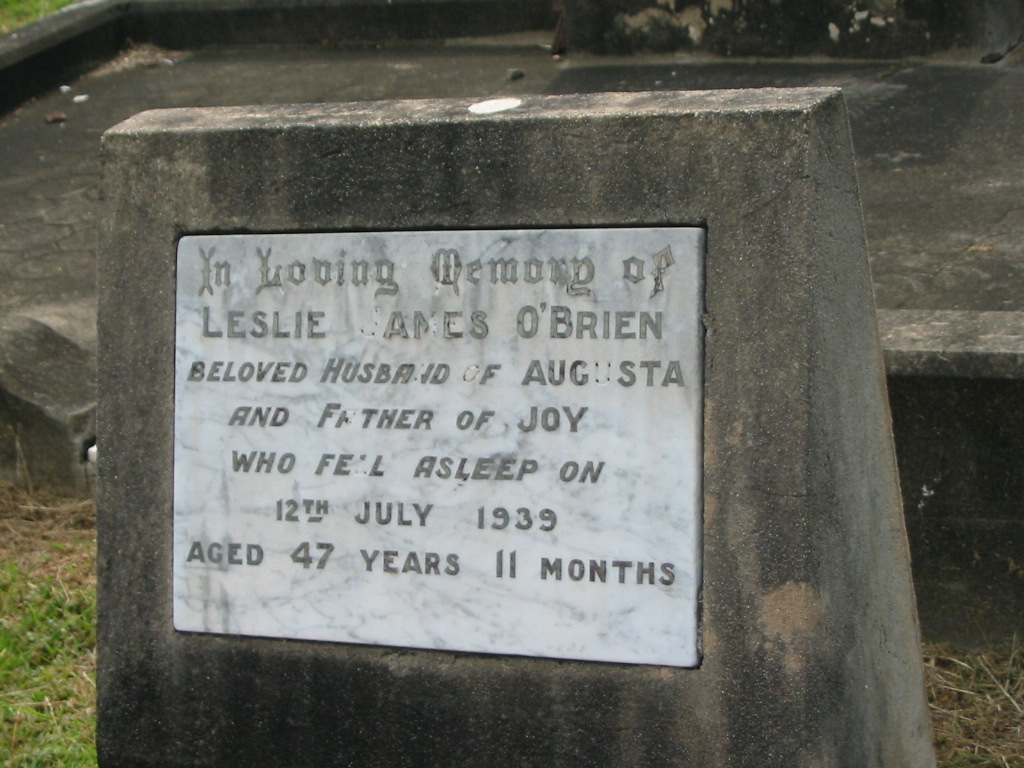 In Loving Memory of
LESLIE JAMES O'BRIEN
BELOVED HUSBAND OF AUGUSTA
AND FATHER OF JOY
WHO FELL ASLEEP ON
12TH JULY 1939
AGED 47 YEARS 11 MONTHS